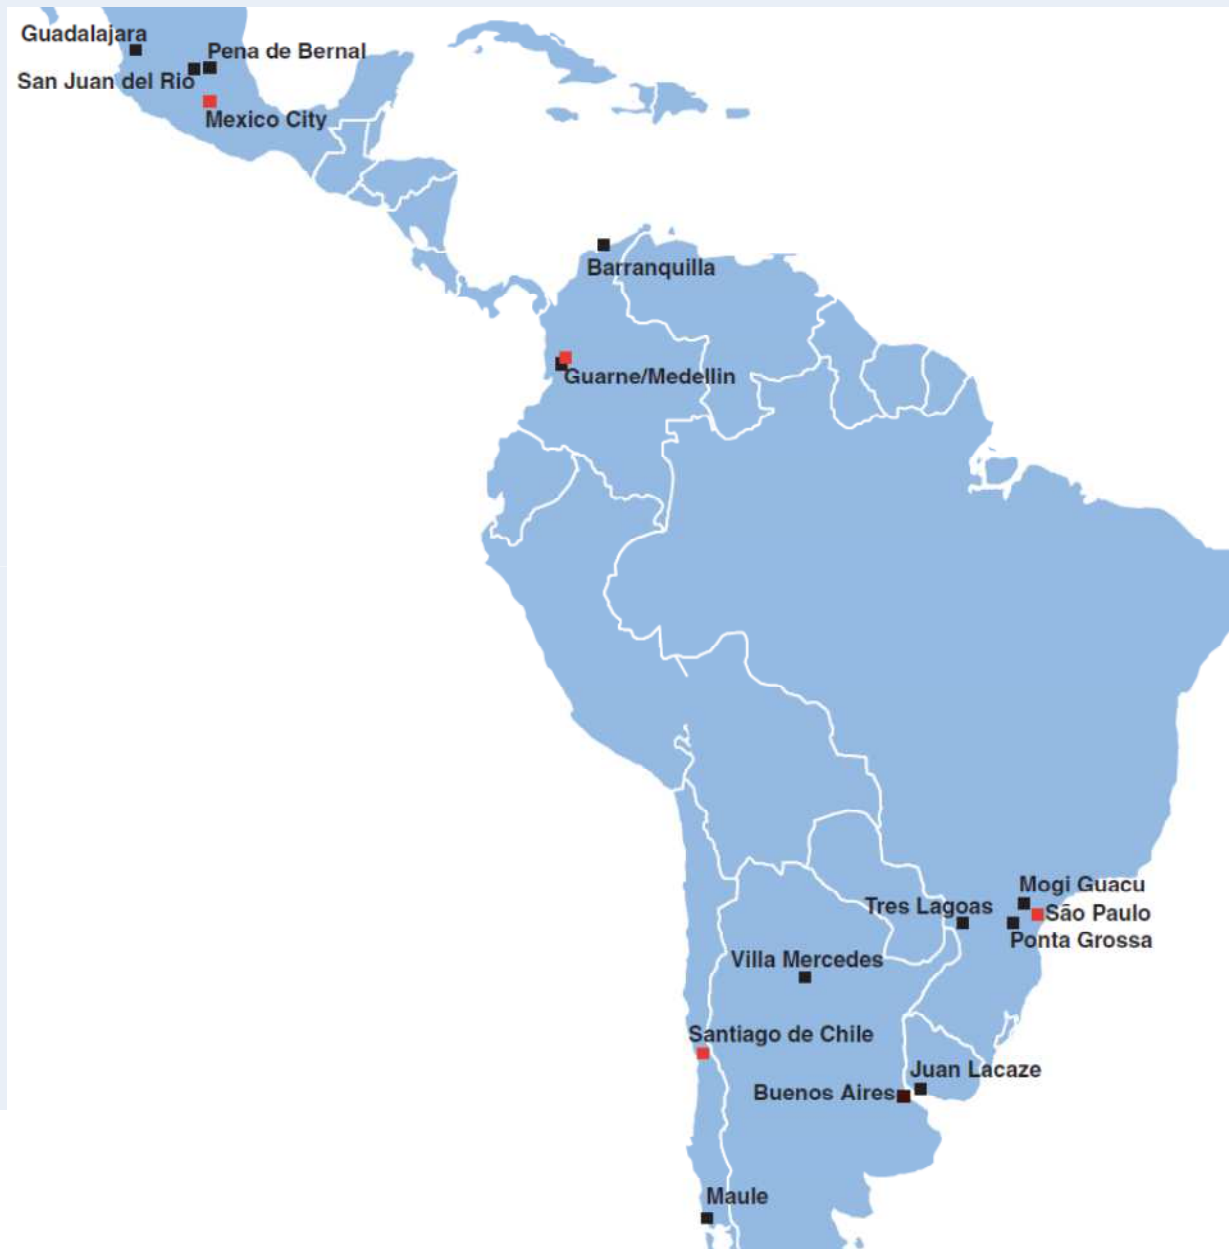 Guadalajara
Pena de Bernal
San Juan del Rio
Mexico City
Barranquilla
Guarne/Medellin
Mogi Guacu
Tres Lagoas
São Paulo
Ponta Grossa
Villa Mercedes
Santiago de Chile
Juan Lacaze
Buenos Aires
Maule